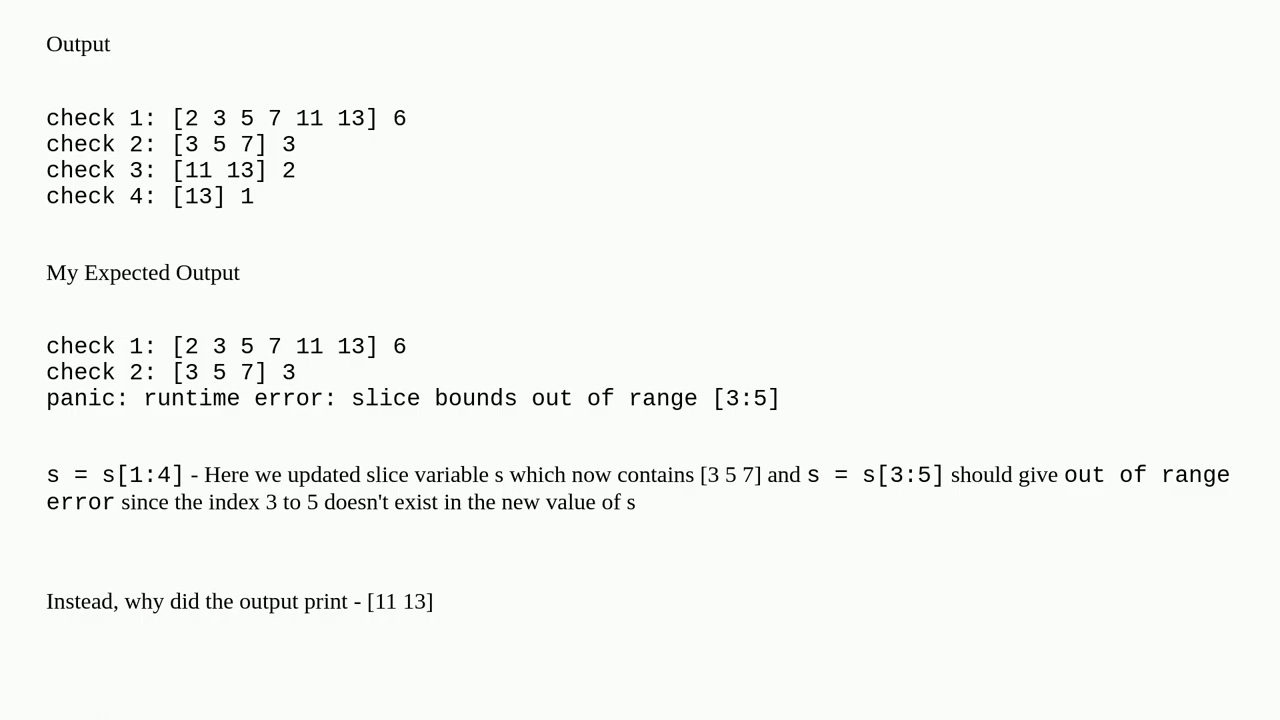 Output
check 1: [2 3 5 7 11 13] 6
check 2: [3 5 7] 3
check 3: [11 13] 2
check 4: [13] 1
My Expected Output
check 1: [2 3 5 7 11 13] 6
check 2: [3 5 7] 3
panic: runtime error: slice bounds out of range [3:5]
s = s[1:4] - Here we updated slice variable s which now contains [3 5 7] and s = s[3:5] should give out of range
error since the index 3 to 5 doesn't exist in the new value of s
Instead, why did the output print - [11 13]